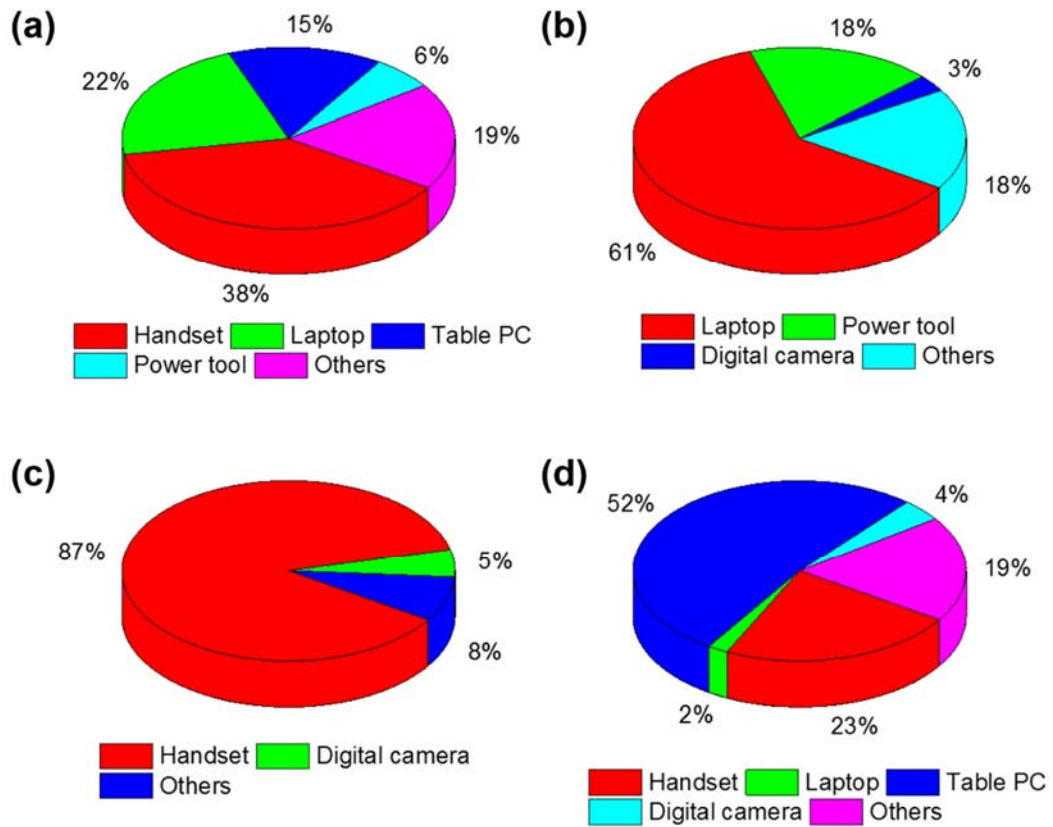 (a)
15%
6%
22%
19%
38%
Handset Laptop Table PC
Power tool Others
(b)
18%
3%
18%
61%
Laptop Power tool
Digital camera Others
(c)
87%
5%
8%
Handset Digital camera
Others
(d)
52%
4%
19%
2%
23%
Handset Laptop Table PC
Digital camera Others